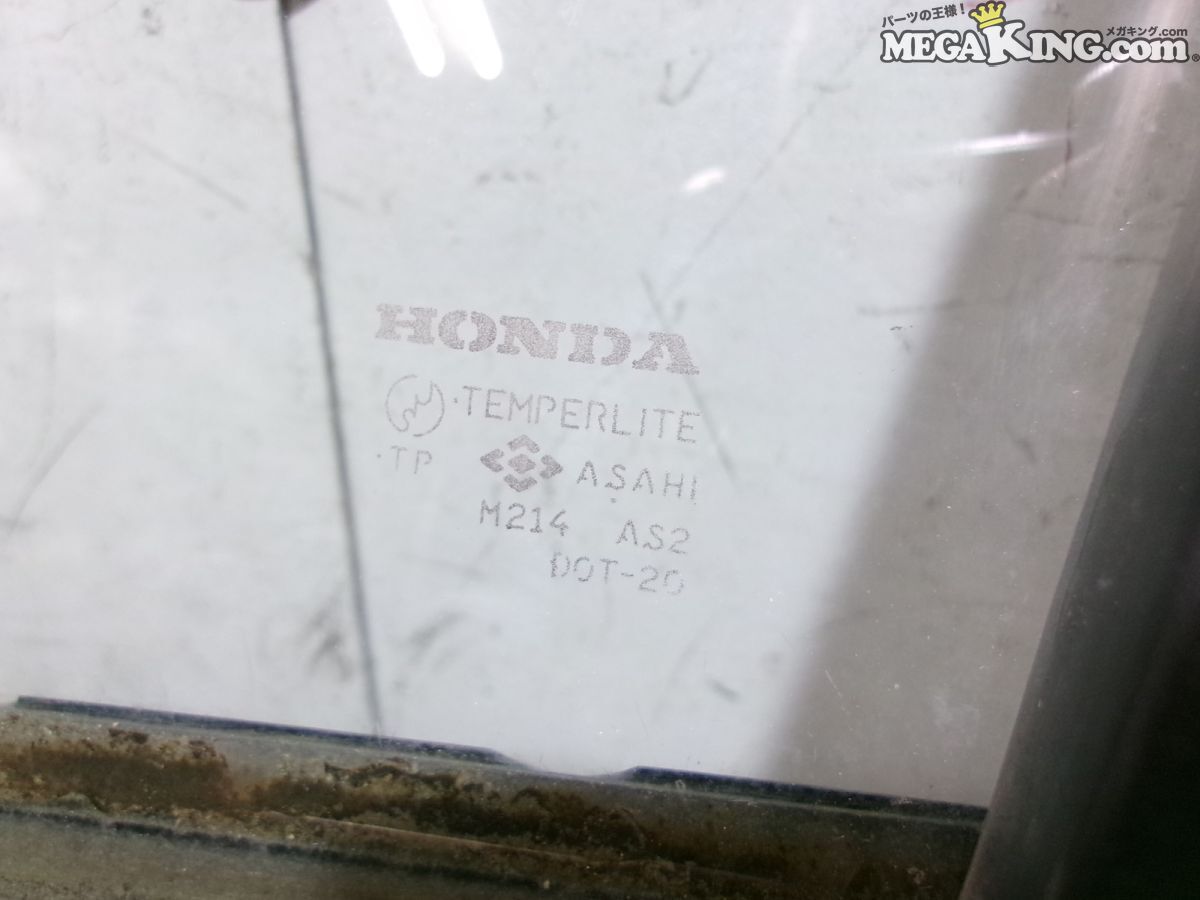 パーツの王様！
メガキング.com
MEGAKING.com®
HONDA
·TEMPERLITE
·TP ASAHI
M214 AS2
DOT-20